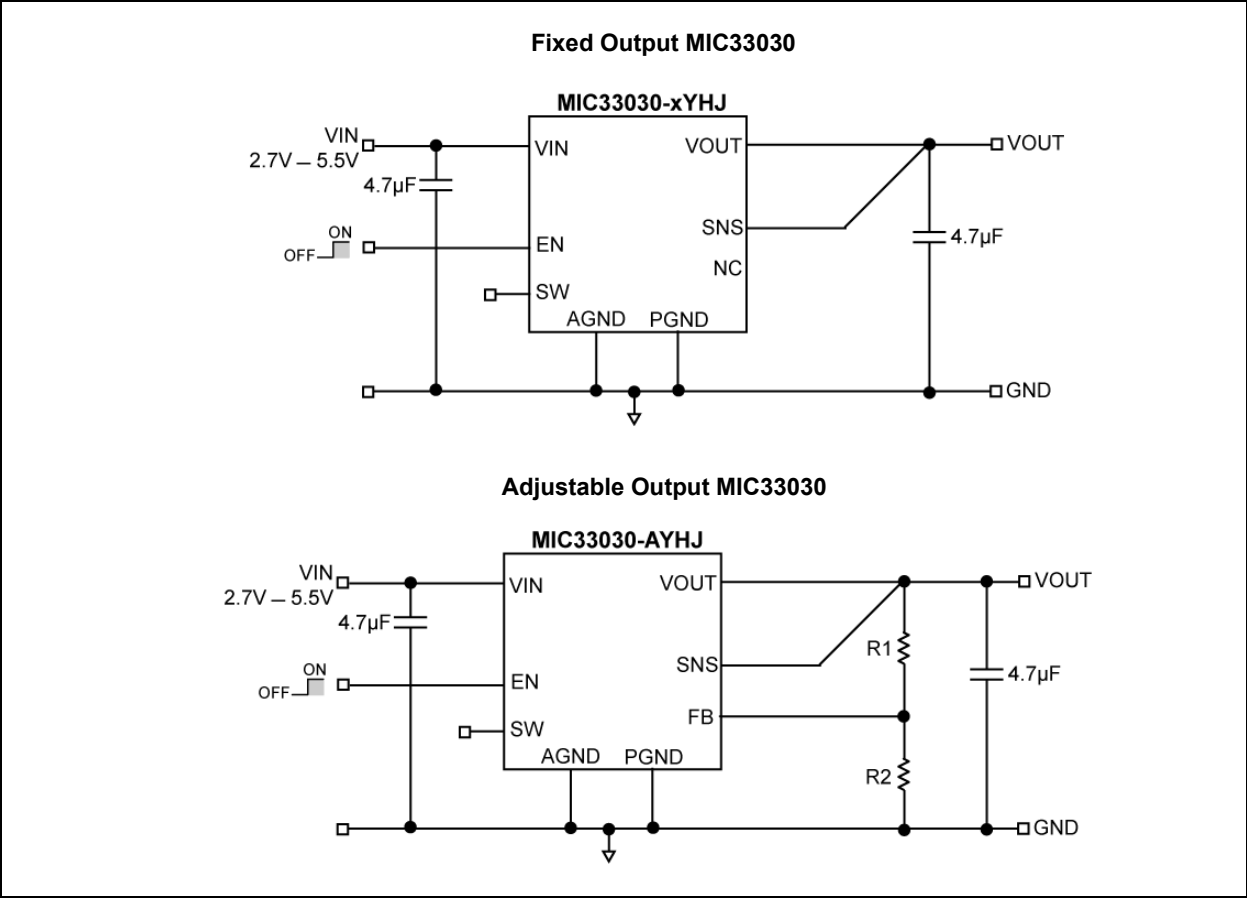 Fixed Output MIC33030
MIC33030-xYHJ
VIN
2.7V – 5.5V
4.7µF
ON
OFF
VIN
EN
SW
AGND PGND
VOUT
SNS
NC
VOUT
4.7µF
GND
Adjustable Output MIC33030
MIC33030-AYHJ
VIN
2.7V – 5.5V
4.7µF
ON
OFF
VIN
EN
SW
AGND PGND
VOUT
SNS
FB
R1
R2
VOUT
4.7µF
GND